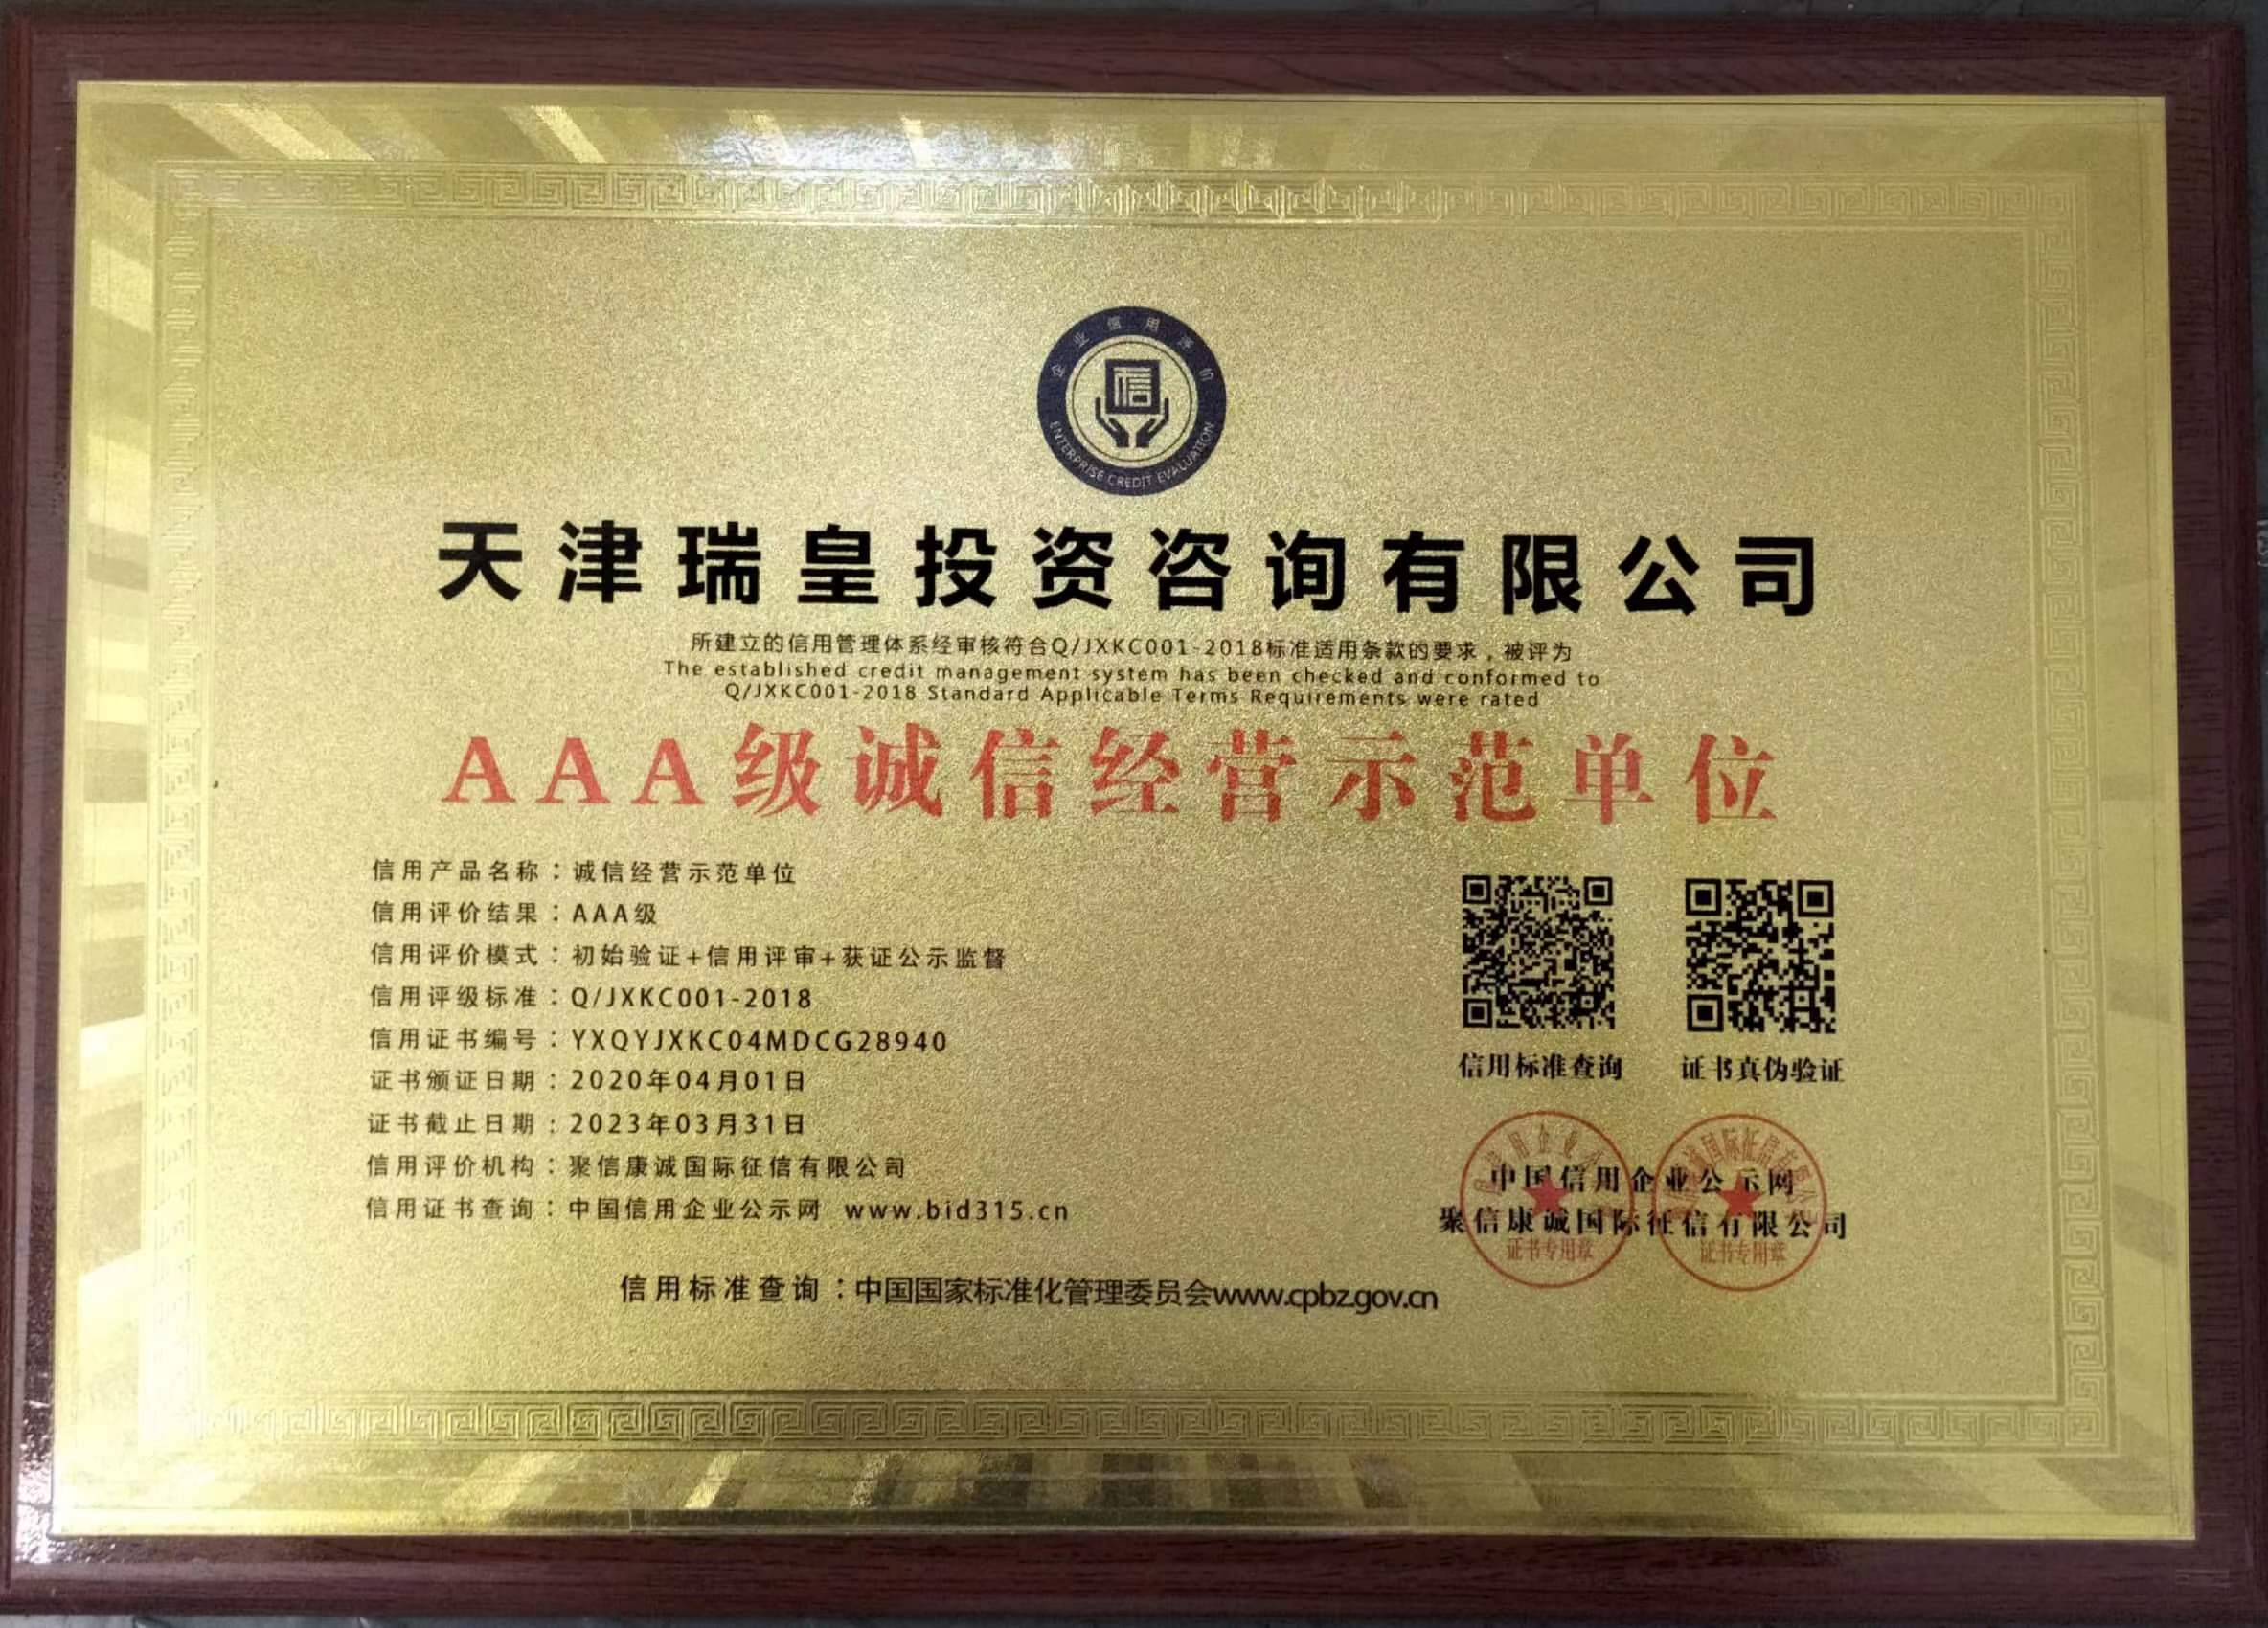 企业信用评价
信
ENTERPRISE CREDIT EVALUATION
天津瑞皇投资咨询有限公司
所建立的信用管理体系经审核符合Q/JXKC001-2018标准适用条款的要求，被评为
The established credit management system has been checked and conformed to
Q/JXKC001-2018 Standard Applicable Terms Requirements were rated
AAA级诚信经营示范单位
信用产品名称：诚信经营示范单位
信用评价结果：AAA级
信用评价模式：初始验证+信用评审+获证公示监督
信用评级标准：Q/JXKC001-2018
信用证书编号：YXQYJXKC04MDCG28940
证书颁证日期：2020年04月01日
证书截止日期：2023年03月31日
信用评价机构：聚信康诚国际征信有限公司
信用证书查询：中国信用企业公示网 www.bid315.cn
信用标准查询
证书真伪验证
中国信用企业公示网
聚信康诚国际征信有限公司
证书专用章
证书专用章
信用标准查询：中国国家标准化管理委员会www.cpbz.gov.cn